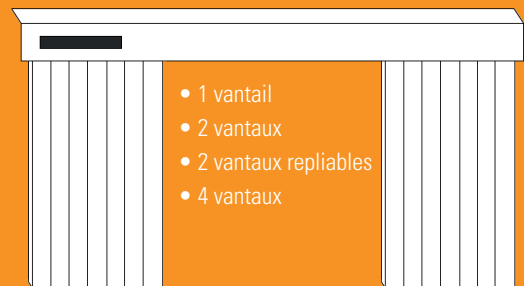 • 1 vantail
• 2 vantaux
• 2 vantaux repliables
• 4 vantaux